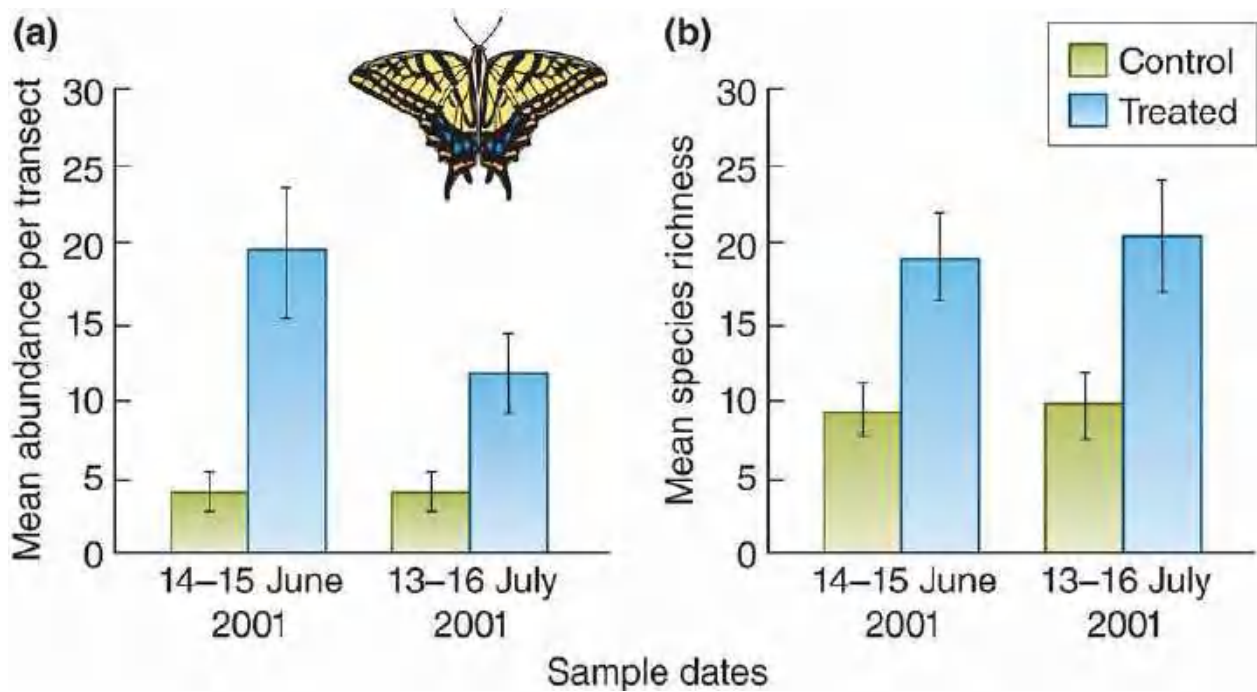 (a)
Mean abundance per transect
30
25
20
15
10
5
0
14–15 June
2001
13–16 July
2001
(b)
Mean species richness
30
25
20
15
10
5
0
14–15 June
2001
13–16 July
2001
Control
Treated
Sample dates